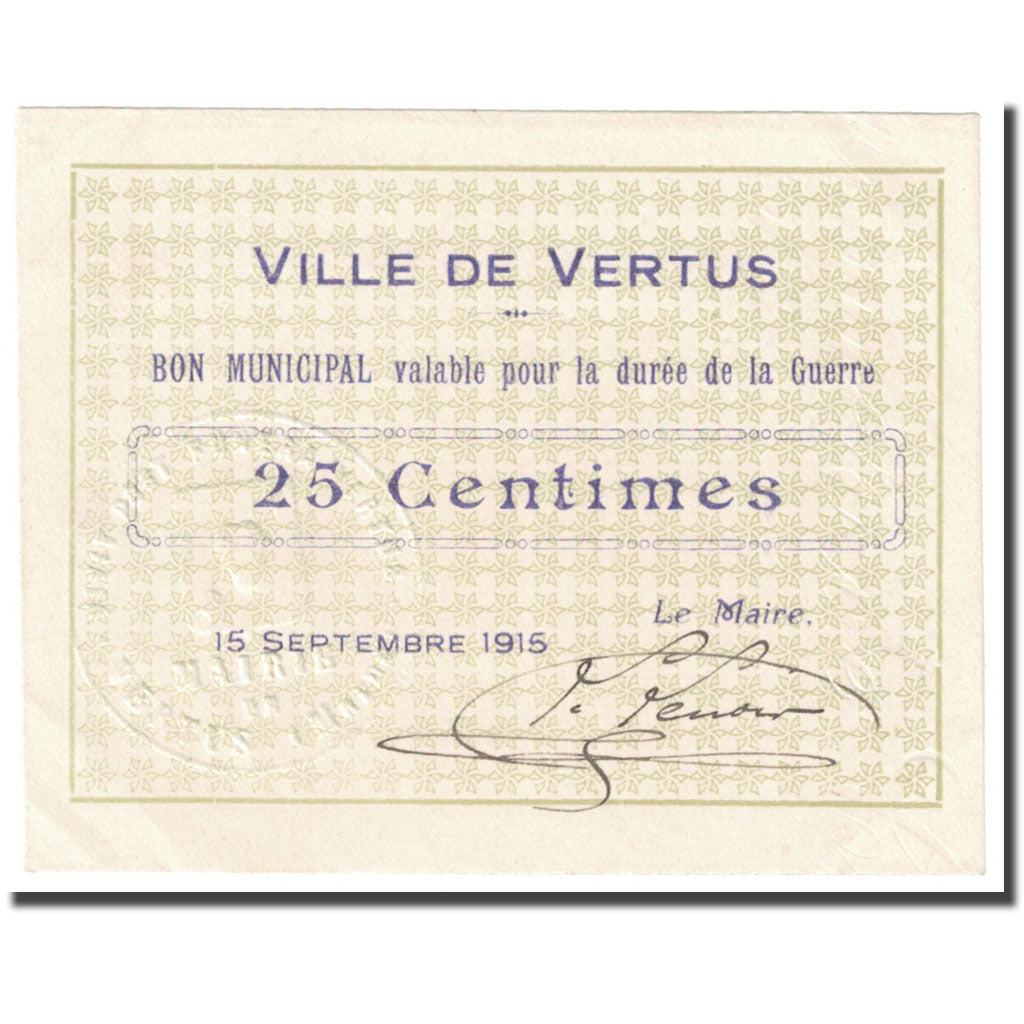 VILLE DE VERTUS
BON MUNICIPAL valable pour la durée de la Guerre
25 Centimes
15 SEPTEMBRE 1915
Le Maire,
MAIRIE